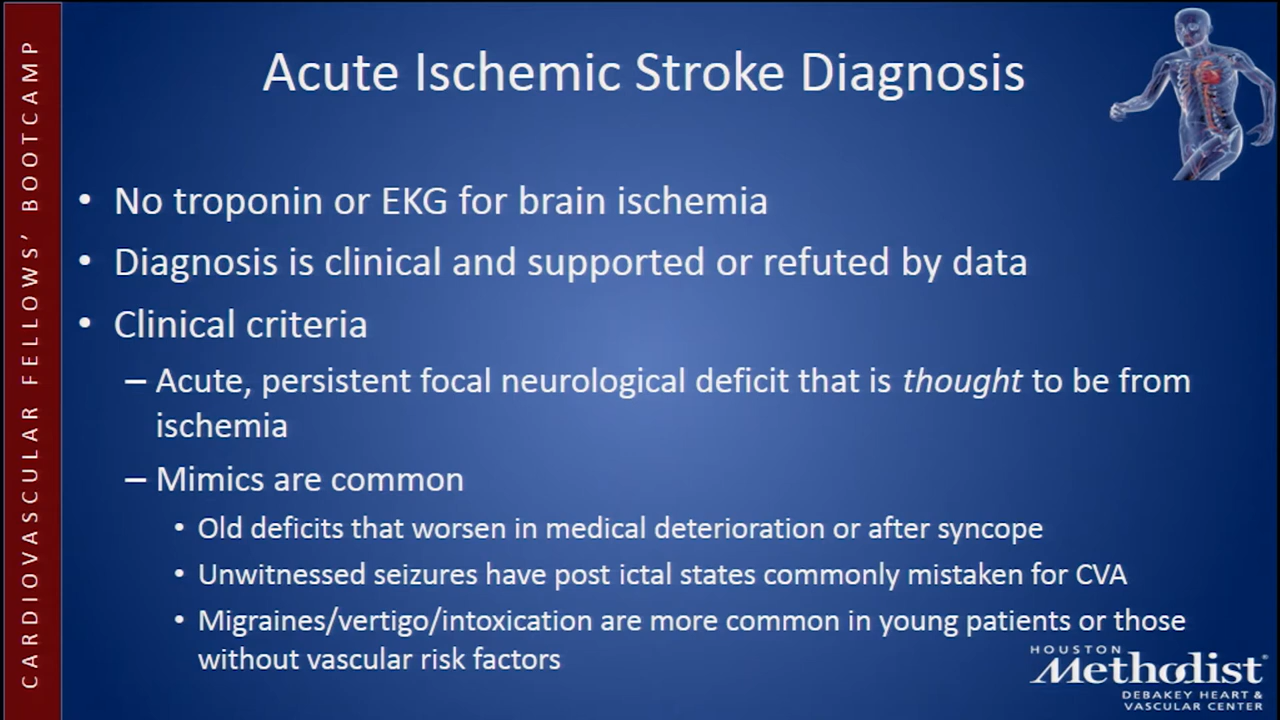 CARDIOVASCULAR FELLOWS' BOOTCAMP
Acute Ischemic Stroke Diagnosis
• No troponin or EKG for brain ischemia
• Diagnosis is clinical and supported or refuted by data
• Clinical criteria
– Acute, persistent focal neurological deficit that is thought to be from
ischemia
– Mimics are common
• Old deficits that worsen in medical deterioration or after syncope
• Unwitnessed seizures have post ictal states commonly mistaken for CVA
• Migraines/vertigo/intoxication are more common in young patients or those
without vascular risk factors
HOUSTON
Methodist
DEBAKEY HEART &
VASCULAR CENTER